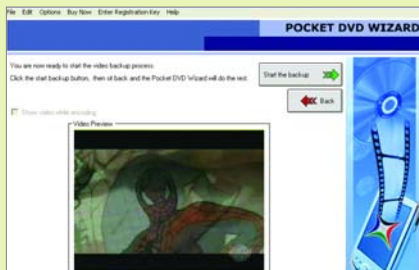 File Edit Options Buy Now Enter Registration Key Help
POCKET DVD WIZARD
You are now ready to start the video backup process.
Click the start backup button, then sit back and the Pocket DVD Wizard will do the rest.
Start the backup
Back
Show video while encoding
Video Preview